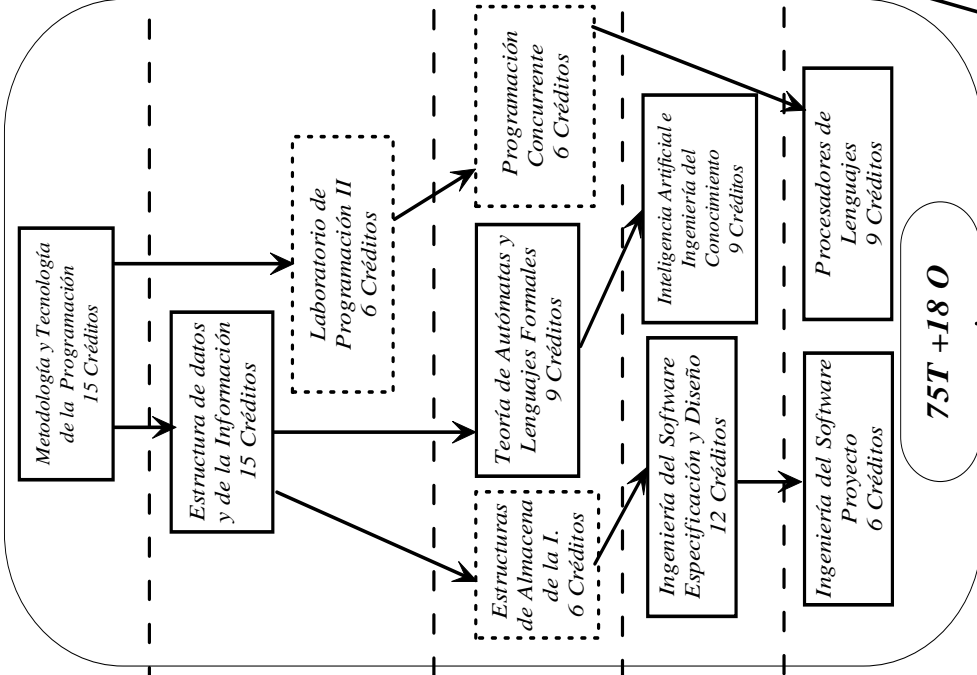 Metodología y Tecnología
de la Programación
15 Créditos
Estructura de datos
y de la Información
15 Créditos
Laboratorio de
Programación II
6 Créditos
Estructuras
de Almacena
de la I.
6 Créditos
Teoría de Autómatas y
Lenguajes Formales
9 Créditos
Programación
Concurrente
6 Créditos
Ingeniería del Software
Especificación y Diseño
12 Créditos
Inteligencia Artificial e
Ingeniería del
Conocimiento
9 Créditos
Ingeniería del Software
Proyecto
6 Créditos
Procesadores de
Lenguajes
9 Créditos
75T +18 O